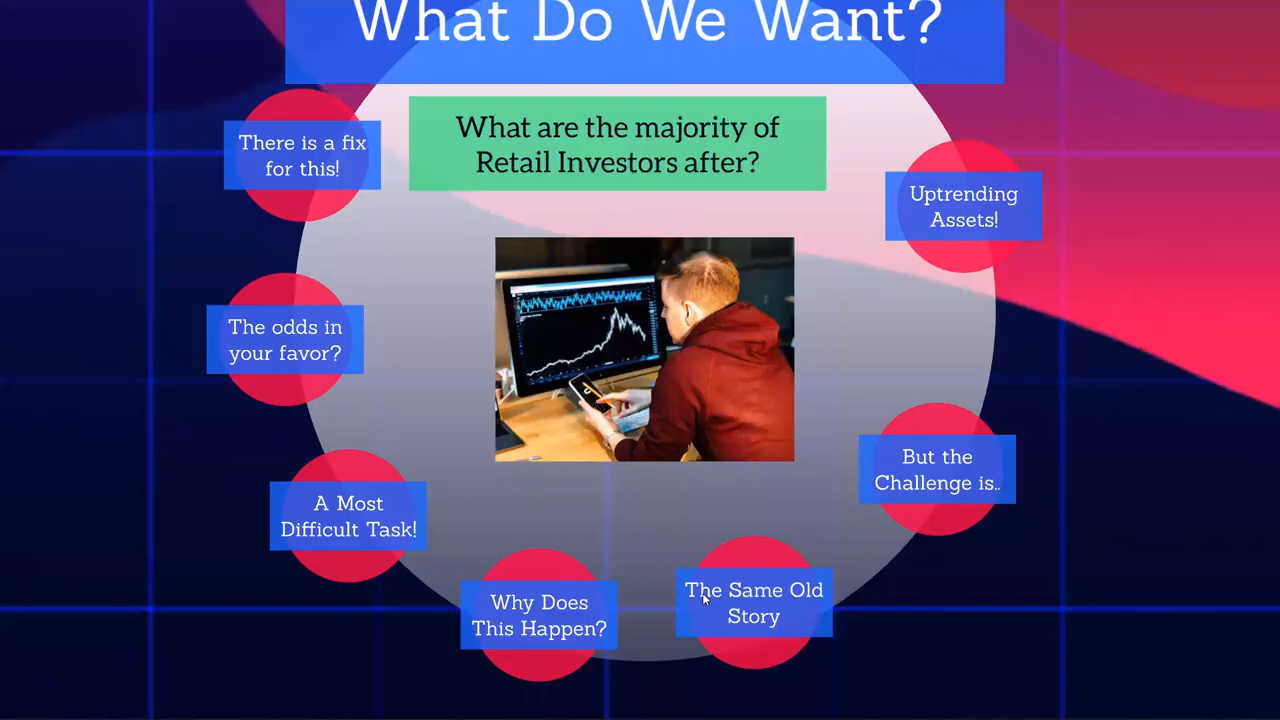 What Do We Want?
What are the majority of
Retail Investors after?
There is a fix
for this!
Uptrending
Assets!
The odds in
your favor?
But the
Challenge is..
A Most
Difficult Task!
The Same Old
Story
Why Does
This Happen?